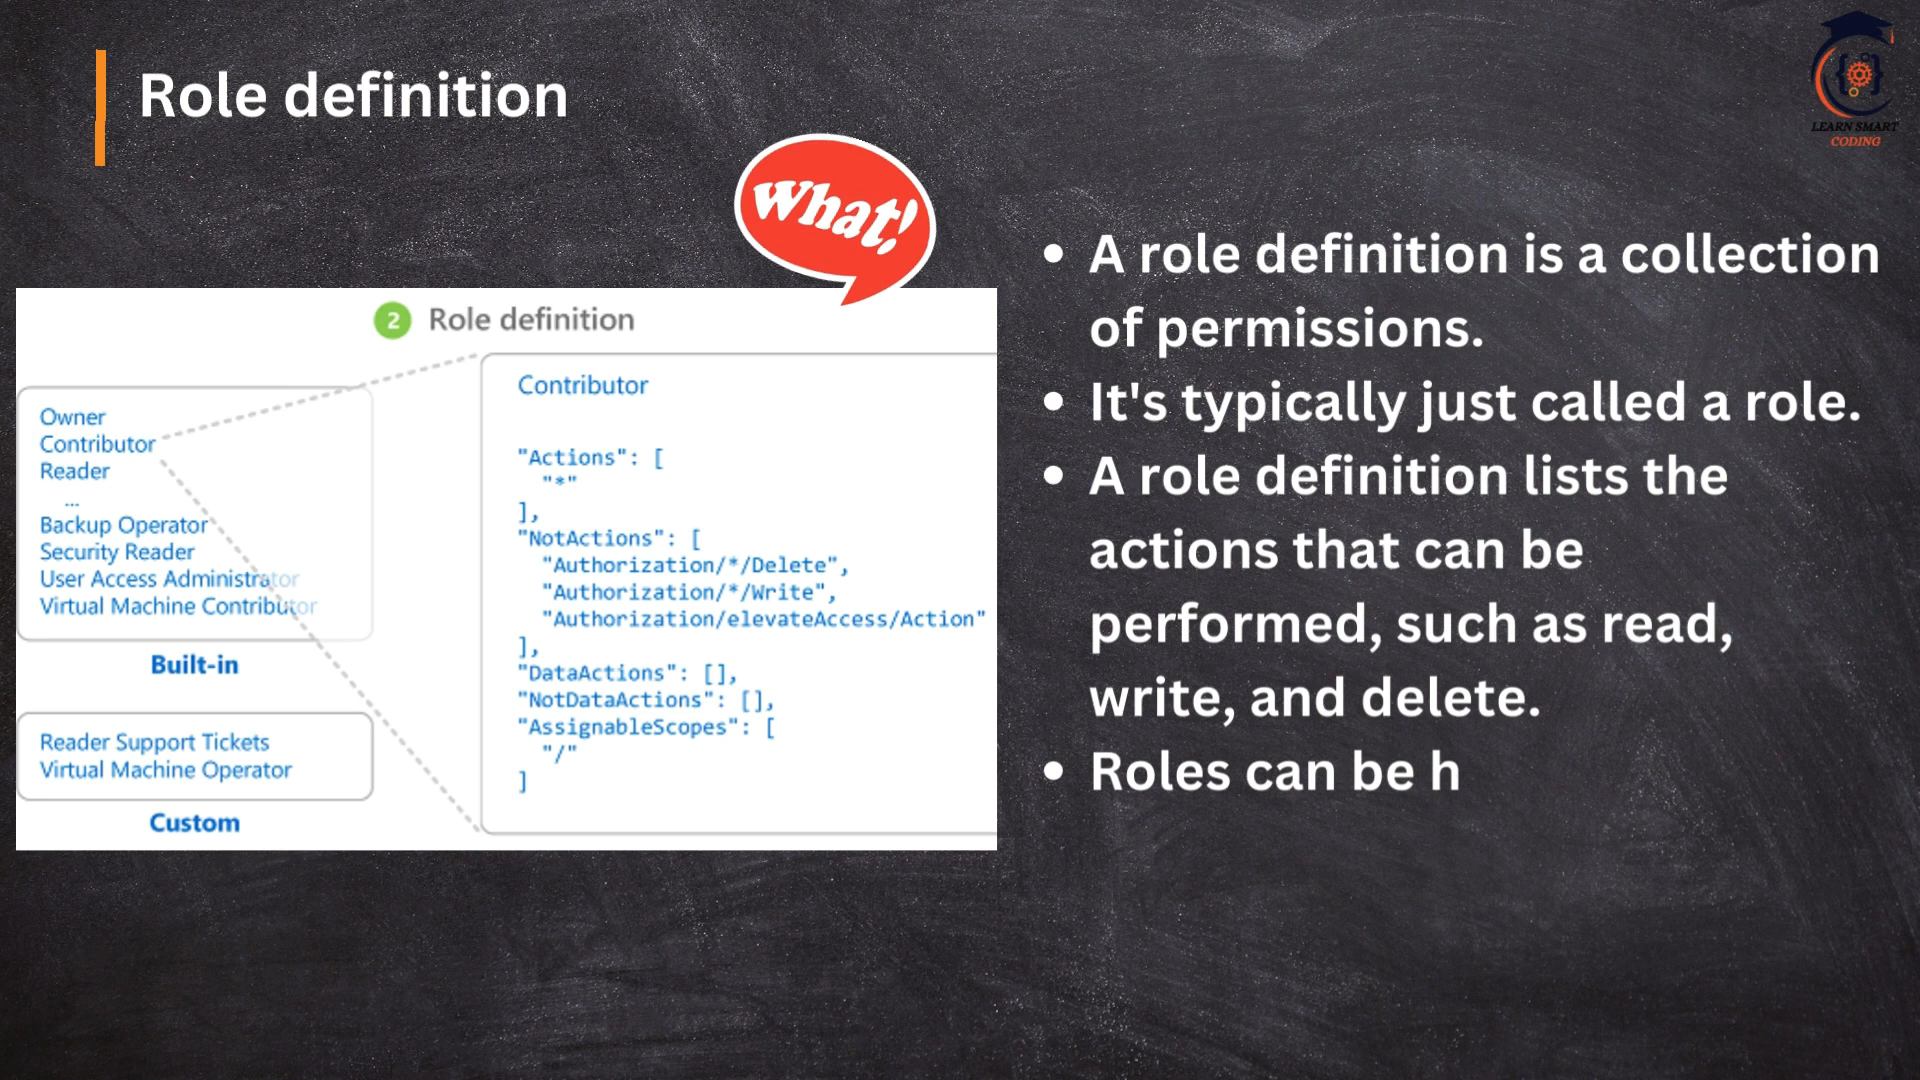 Role definition
LEARN SMART
CODING
What!
2 Role definition
Owner
Contributor
Reader
...
Backup Operator
Security Reader
User Access Administrator
Virtual Machine Contributor
Built-in
Reader Support Tickets
Virtual Machine Operator
Custom
Contributor
"Actions": [
"*"
],
"NotActions": [
"Authorization/*/Delete",
"Authorization/*/Write",
"Authorization/elevateAccess/Action"
],
"DataActions": [],
"NotDataActions": [],
"AssignableScopes": [
"/"
]
• A role definition is a collection
of permissions.
• It's typically just called a role.
• A role definition lists the
actions that can be
performed, such as read,
write, and delete.
• Roles can be h